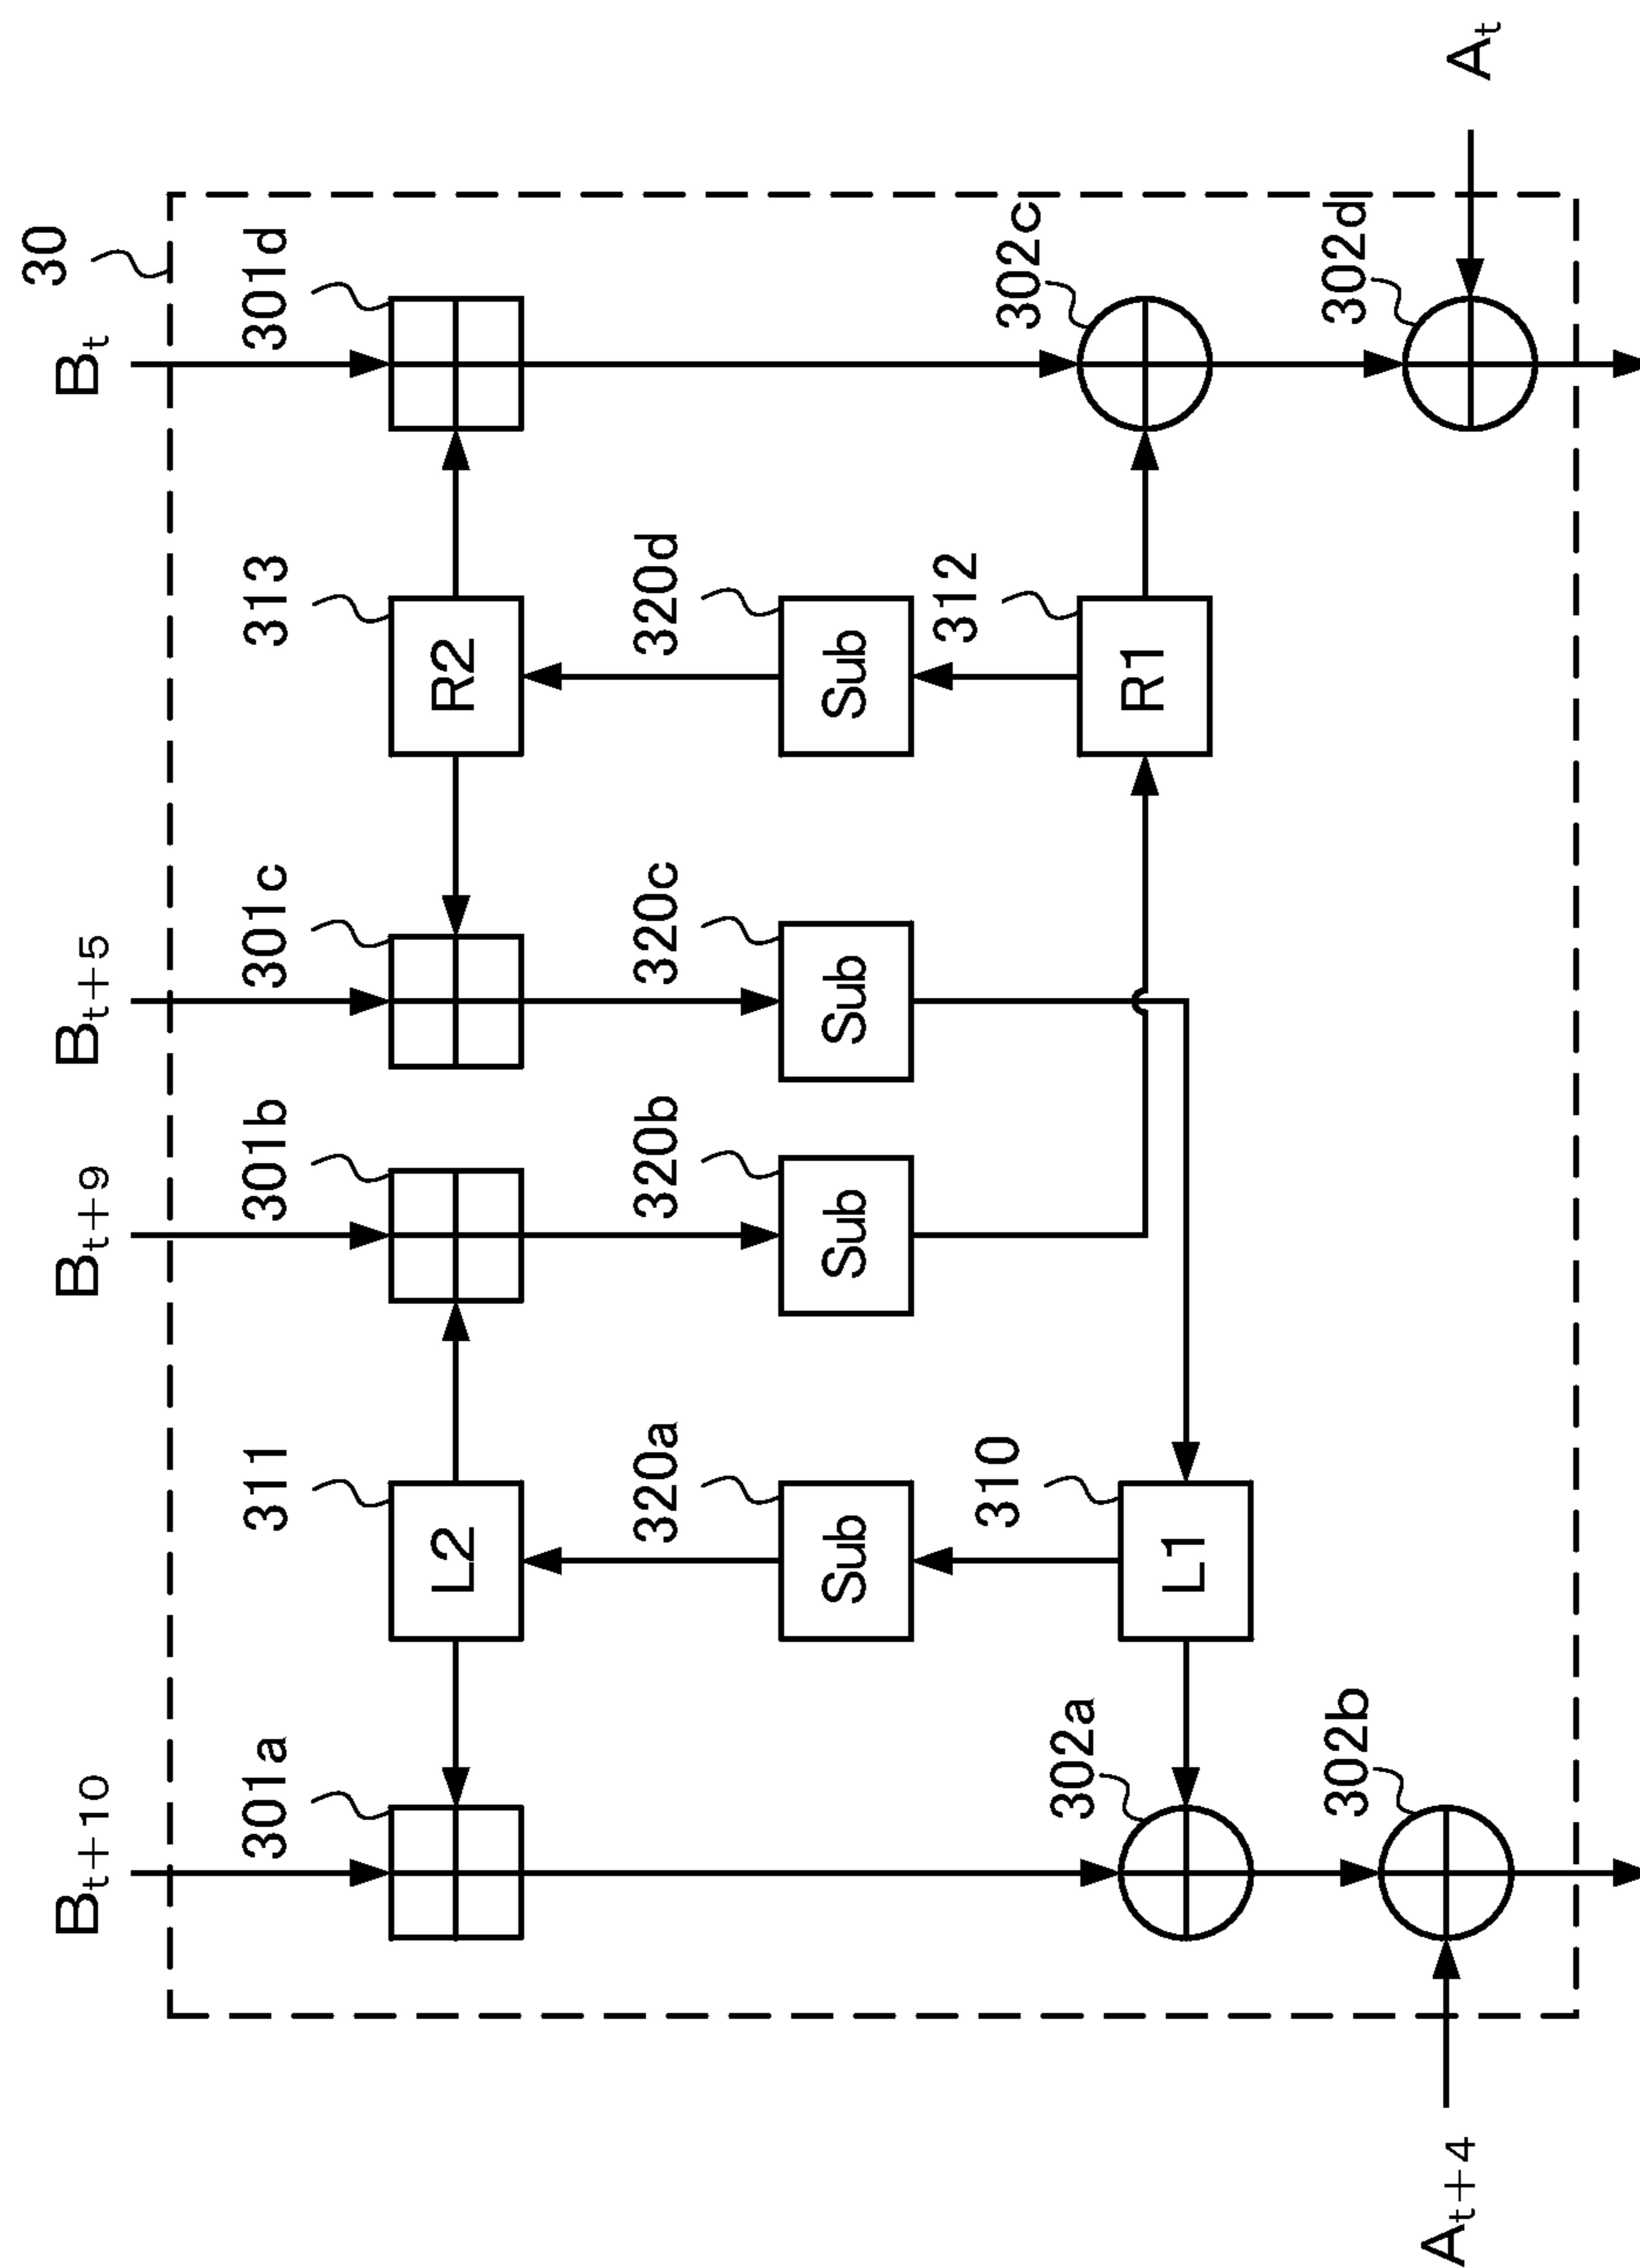 30
B_{t+10}
B_{t+9}
B_{t+5}
B_t
301a
311
301b
301c
313
301d
L2
R2
320a
320b
320c
320d
Sub
Sub
Sub
Sub
310
312
L1
R1
302a
302c
302b
302d
A_{t+4}
A_t